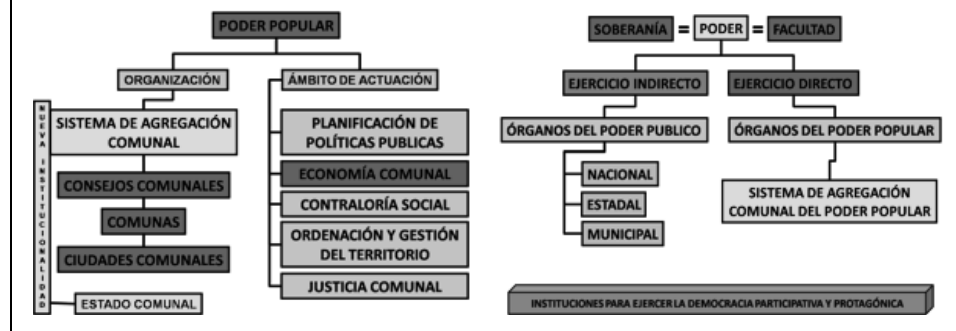 PODER POPULAR
ORGANIZACIÓN
ÁMBITO DE ACTUACIÓN
NUEVA INSTITUCIONALIDAD
SISTEMA DE AGREGACIÓN
COMUNAL
CONSEJOS COMUNALES
COMUNAS
CIUDADES COMUNALES
ESTADO COMUNAL
PLANIFICACIÓN DE
POLÍTICAS PUBLICAS
ECONOMÍA COMUNAL
CONTRALORÍA SOCIAL
ORDENACIÓN Y GESTIÓN
DEL TERRITORIO
JUSTICIA COMUNAL
SOBERANÍA = PODER = FACULTAD
EJERCICIO INDIRECTO
EJERCICIO DIRECTO
ÓRGANOS DEL PODER PUBLICO
ÓRGANOS DEL PODER POPULAR
NACIONAL
ESTADAL
MUNICIPAL
SISTEMA DE AGREGACIÓN
COMUNAL DEL PODER POPULAR
INSTITUCIONES PARA EJERCER LA DEMOCRACIA PARTICIPATIVA Y PROTAGÓNICA